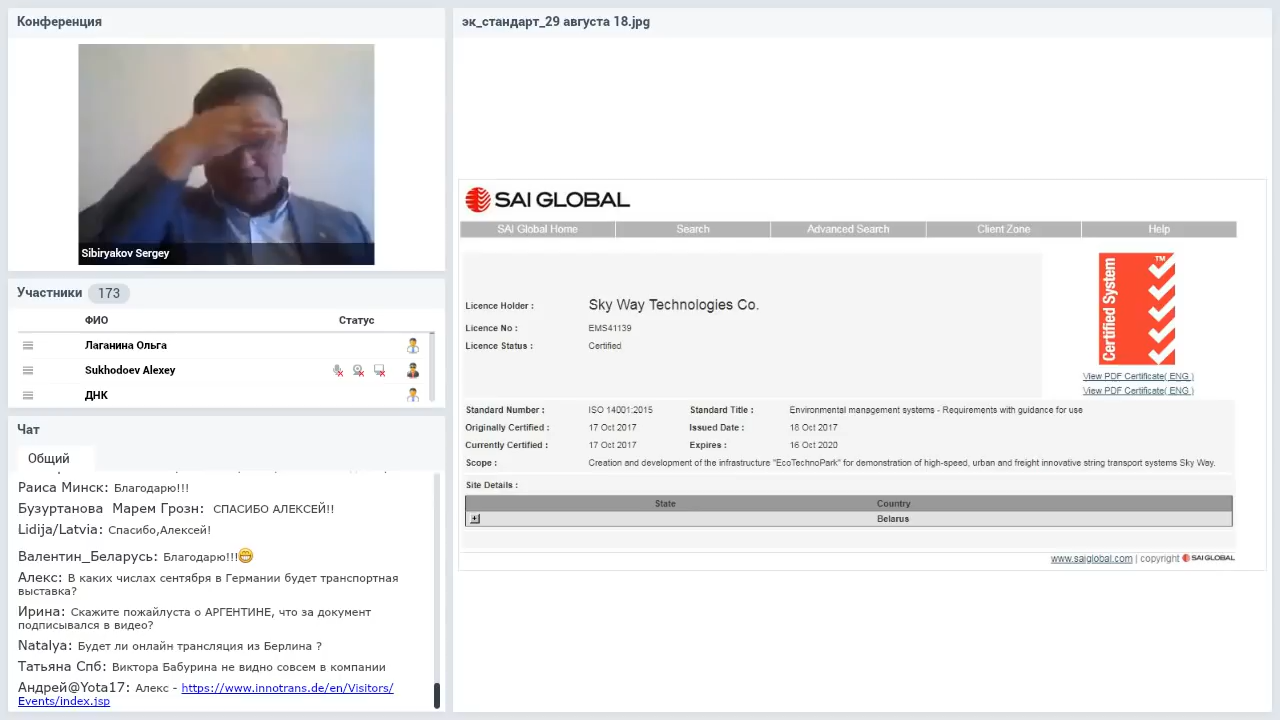 Конференция
Sibiryakov Sergey
Участники 173
ФИО Статус
Лаганина Ольга
Sukhodoev Alexey
ДНК
Чат
Общий
Раиса Минск: Благодарю!!!
Бузуртанова Марем Грозн: СПАСИБО АЛЕКСЕЙ!!
Lidija/Latvia: Спасибо,Алексей!
Валентин_Беларусь: Благодарю!!!
Алекс: В каких числах сентября в Германии будет транспортная
выставка?
Ирина: Скажите пожайлуста о АРГЕНТИНЕ, что за документ
подписывался в видео?
Natalya: Будет ли онлайн трансляция из Берлина ?
Татьяна Спб: Виктора Бабурина не видно совсем в компании
Андрей@Yota17: Алекс - https://www.innotrans.de/en/Visitors/
Events/index.jsp
эк_стандарт_29 августа 18.jpg
SAI GLOBAL
SAI Global Home Search Advanced Search Client Zone Help
Licence Holder : Sky Way Technologies Co.
Licence No : EMS41139
Licence Status : Certified
Certified System TM
View PDF Certificate( ENG )
View PDF Certificate( ENG )
Standard Number : ISO 14001:2015 Standard Title : Environmental management systems - Requirements with guidance for use
Originally Certified : 17 Oct 2017 Issued Date : 18 Oct 2017
Currently Certified : 17 Oct 2017 Expires : 16 Oct 2020
Scope : Creation and development of the infrastructure "EcoTechnoPark" for demonstration of high-speed, urban and freight innovative string transport systems Sky Way.
Site Details :
State Country
Belarus
www.saiglobal.com | copyright SAI GLOBAL